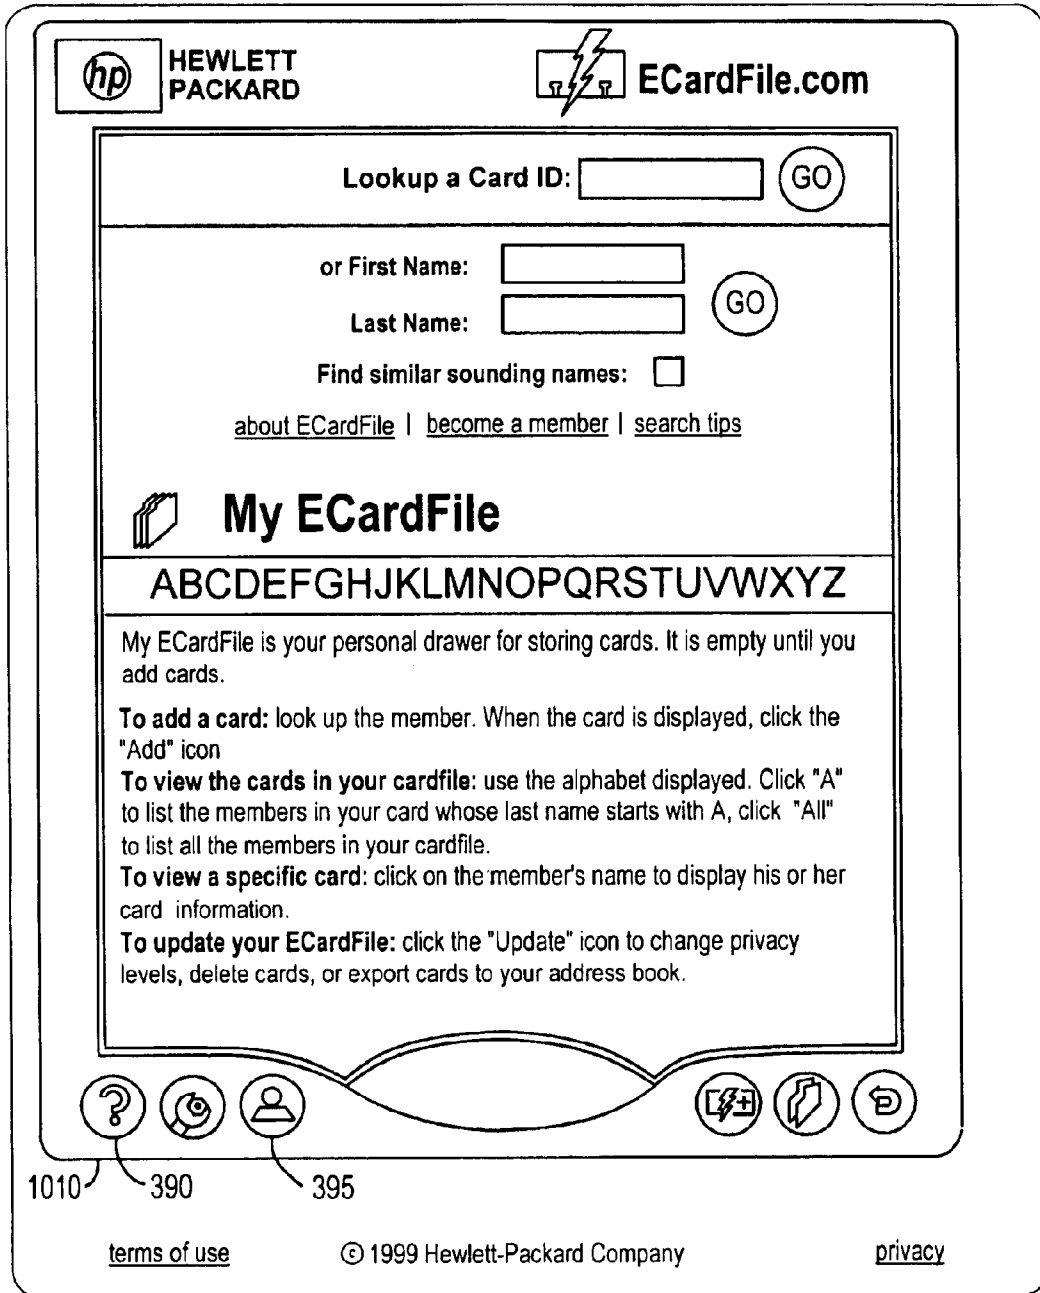 hp HEWLETT
PACKARD
ECardFile.com
Lookup a Card ID: GO
or First Name:
GO
Last Name:
Find similar sounding names:
about ECardFile | become a member | search tips
My ECardFile
ABCDEFGHJKLMNOPQRSTUVWXYZ
My ECardFile is your personal drawer for storing cards. It is empty until you
add cards.
To add a card: look up the member. When the card is displayed, click the
"Add" icon
To view the cards in your cardfile: use the alphabet displayed. Click "A"
to list the members in your card whose last name starts with A, click "All"
to list all the members in your cardfile.
To view a specific card: click on the member's name to display his or her
card information.
To update your ECardFile: click the "Update" icon to change privacy
levels, delete cards, or export cards to your address book.
?
1010 390 395
terms of use © 1999 Hewlett-Packard Company privacy